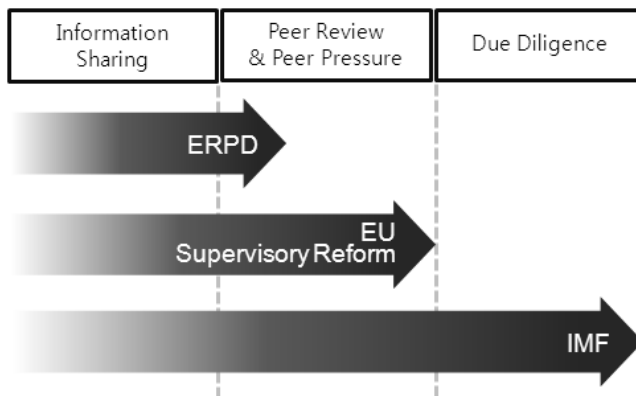 Information
Sharing
Peer Review
& Peer Pressure
Due Diligence
ERPD
EU
Supervisory Reform
IMF